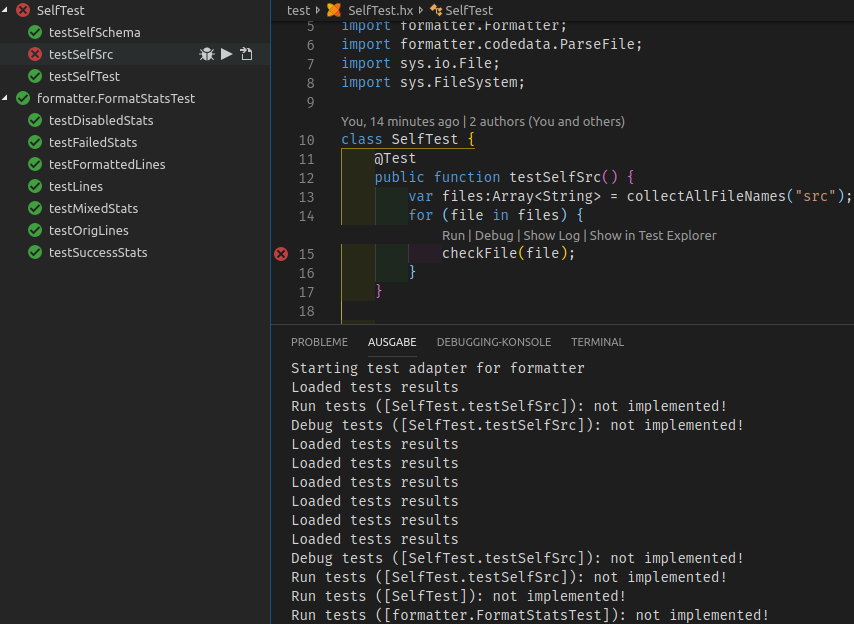 SelfTest
testSelfSchema
testSelfSrc
testSelfTest
formatter.FormatStatsTest
testDisabledStats
testFailedStats
testFormattedLines
testLines
testMixedStats
testOrigLines
testSuccessStats
test › SelfTest.hx › SelfTest
5 import formatter.Formatter;
6 import formatter.codedata.ParseFile;
7 import sys.io.File;
8 import sys.FileSystem;
9
You, 14 minutes ago | 2 authors (You and others)
10 class SelfTest {
11 @Test
12 public function testSelfSrc() {
13 var files:Array<String> = collectAllFileNames("src");
14 for (file in files) {
Run | Debug | Show Log | Show in Test Explorer
15 checkFile(file);
16 }
17 }
18
PROBLEME AUSGABE DEBUGGING-KONSOLE TERMINAL
Starting test adapter for formatter
Loaded tests results
Run tests ([SelfTest.testSelfSrc]): not implemented!
Debug tests ([SelfTest.testSelfSrc]): not implemented!
Loaded tests results
Loaded tests results
Loaded tests results
Loaded tests results
Loaded tests results
Loaded tests results
Debug tests ([SelfTest.testSelfSrc]): not implemented!
Run tests ([SelfTest.testSelfSrc]): not implemented!
Run tests ([SelfTest]): not implemented!
Run tests ([formatter.FormatStatsTest]): not implemented!